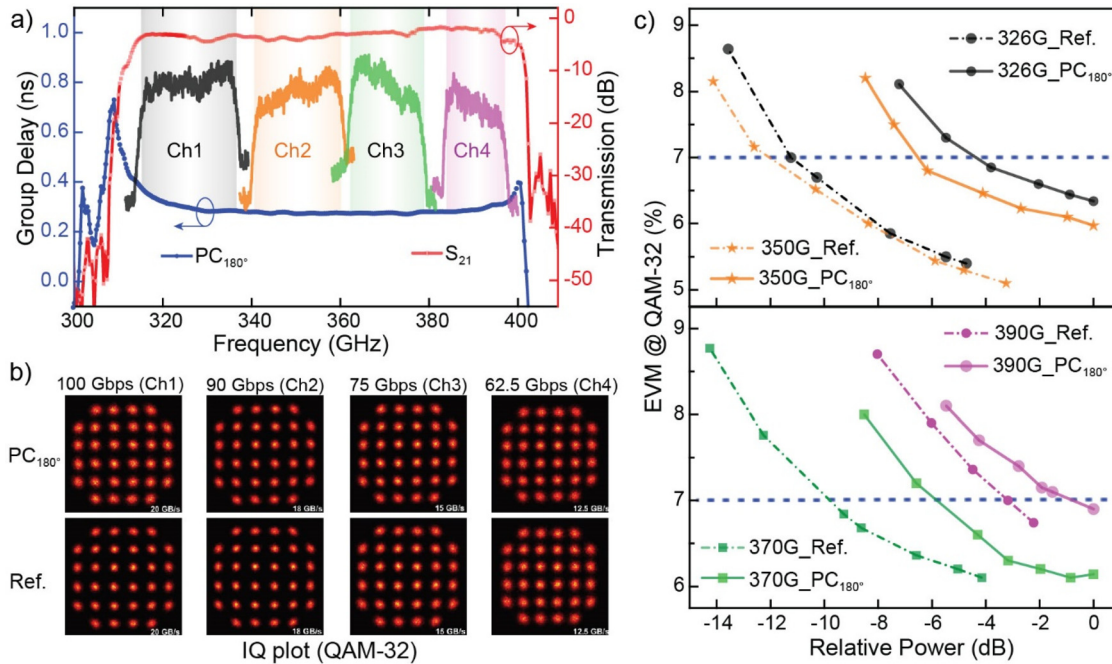 a)
Group Delay (ns)
1.0
0.8
0.6
0.4
0.2
0.0
Ch1
Ch2
Ch3
Ch4
PC180°
S21
0
-10
-20
-30
-40
-50
Transmission (dB)
300 320 340 360 380 400
Frequency (GHz)
b)
100 Gbps (Ch1) 90 Gbps (Ch2) 75 Gbps (Ch3) 62.5 Gbps (Ch4)
PC180°
20 GB/s 18 GB/s 15 GB/s 12.5 GB/s
Ref.
20 GB/s 18 GB/s 15 GB/s 12.5 GB/s
IQ plot (QAM-32)
c)
EVM @ QAM-32 (%)
9
8
7
6
5
326G_Ref.
326G_PC180°
350G_Ref.
350G_PC180°
9
8
7
6
390G_Ref.
390G_PC180°
370G_Ref.
370G_PC180°
-14 -12 -10 -8 -6 -4 -2 0
Relative Power (dB)